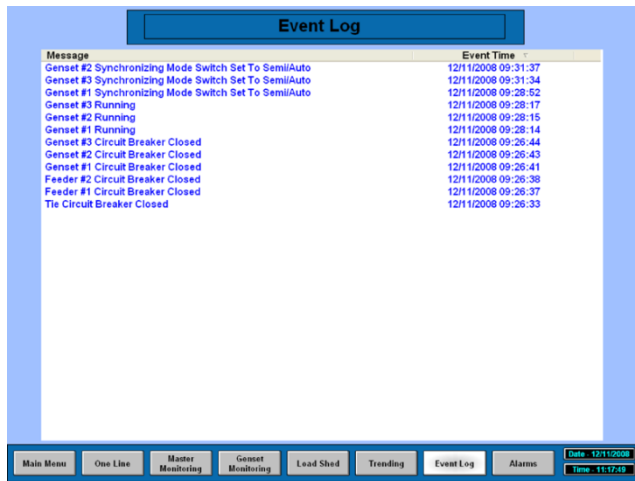 Event Log
Message Event Time
Genset #2 Synchronizing Mode Switch Set To Semi/Auto 12/11/2008 09:31:37
Genset #3 Synchronizing Mode Switch Set To Semi/Auto 12/11/2008 09:31:34
Genset #1 Synchronizing Mode Switch Set To Semi/Auto 12/11/2008 09:28:52
Genset #3 Running 12/11/2008 09:28:17
Genset #2 Running 12/11/2008 09:28:15
Genset #1 Running 12/11/2008 09:28:14
Genset #3 Circuit Breaker Closed 12/11/2008 09:26:44
Genset #2 Circuit Breaker Closed 12/11/2008 09:26:43
Genset #1 Circuit Breaker Closed 12/11/2008 09:26:41
Feeder #2 Circuit Breaker Closed 12/11/2008 09:26:38
Feeder #1 Circuit Breaker Closed 12/11/2008 09:26:37
Tie Circuit Breaker Closed 12/11/2008 09:26:33
Main Menu
One Line
Master
Monitoring
Genset
Monitoring
Load Shed
Trending
Event Log
Alarms
Date - 12/11/2008
Time - 11:17:49